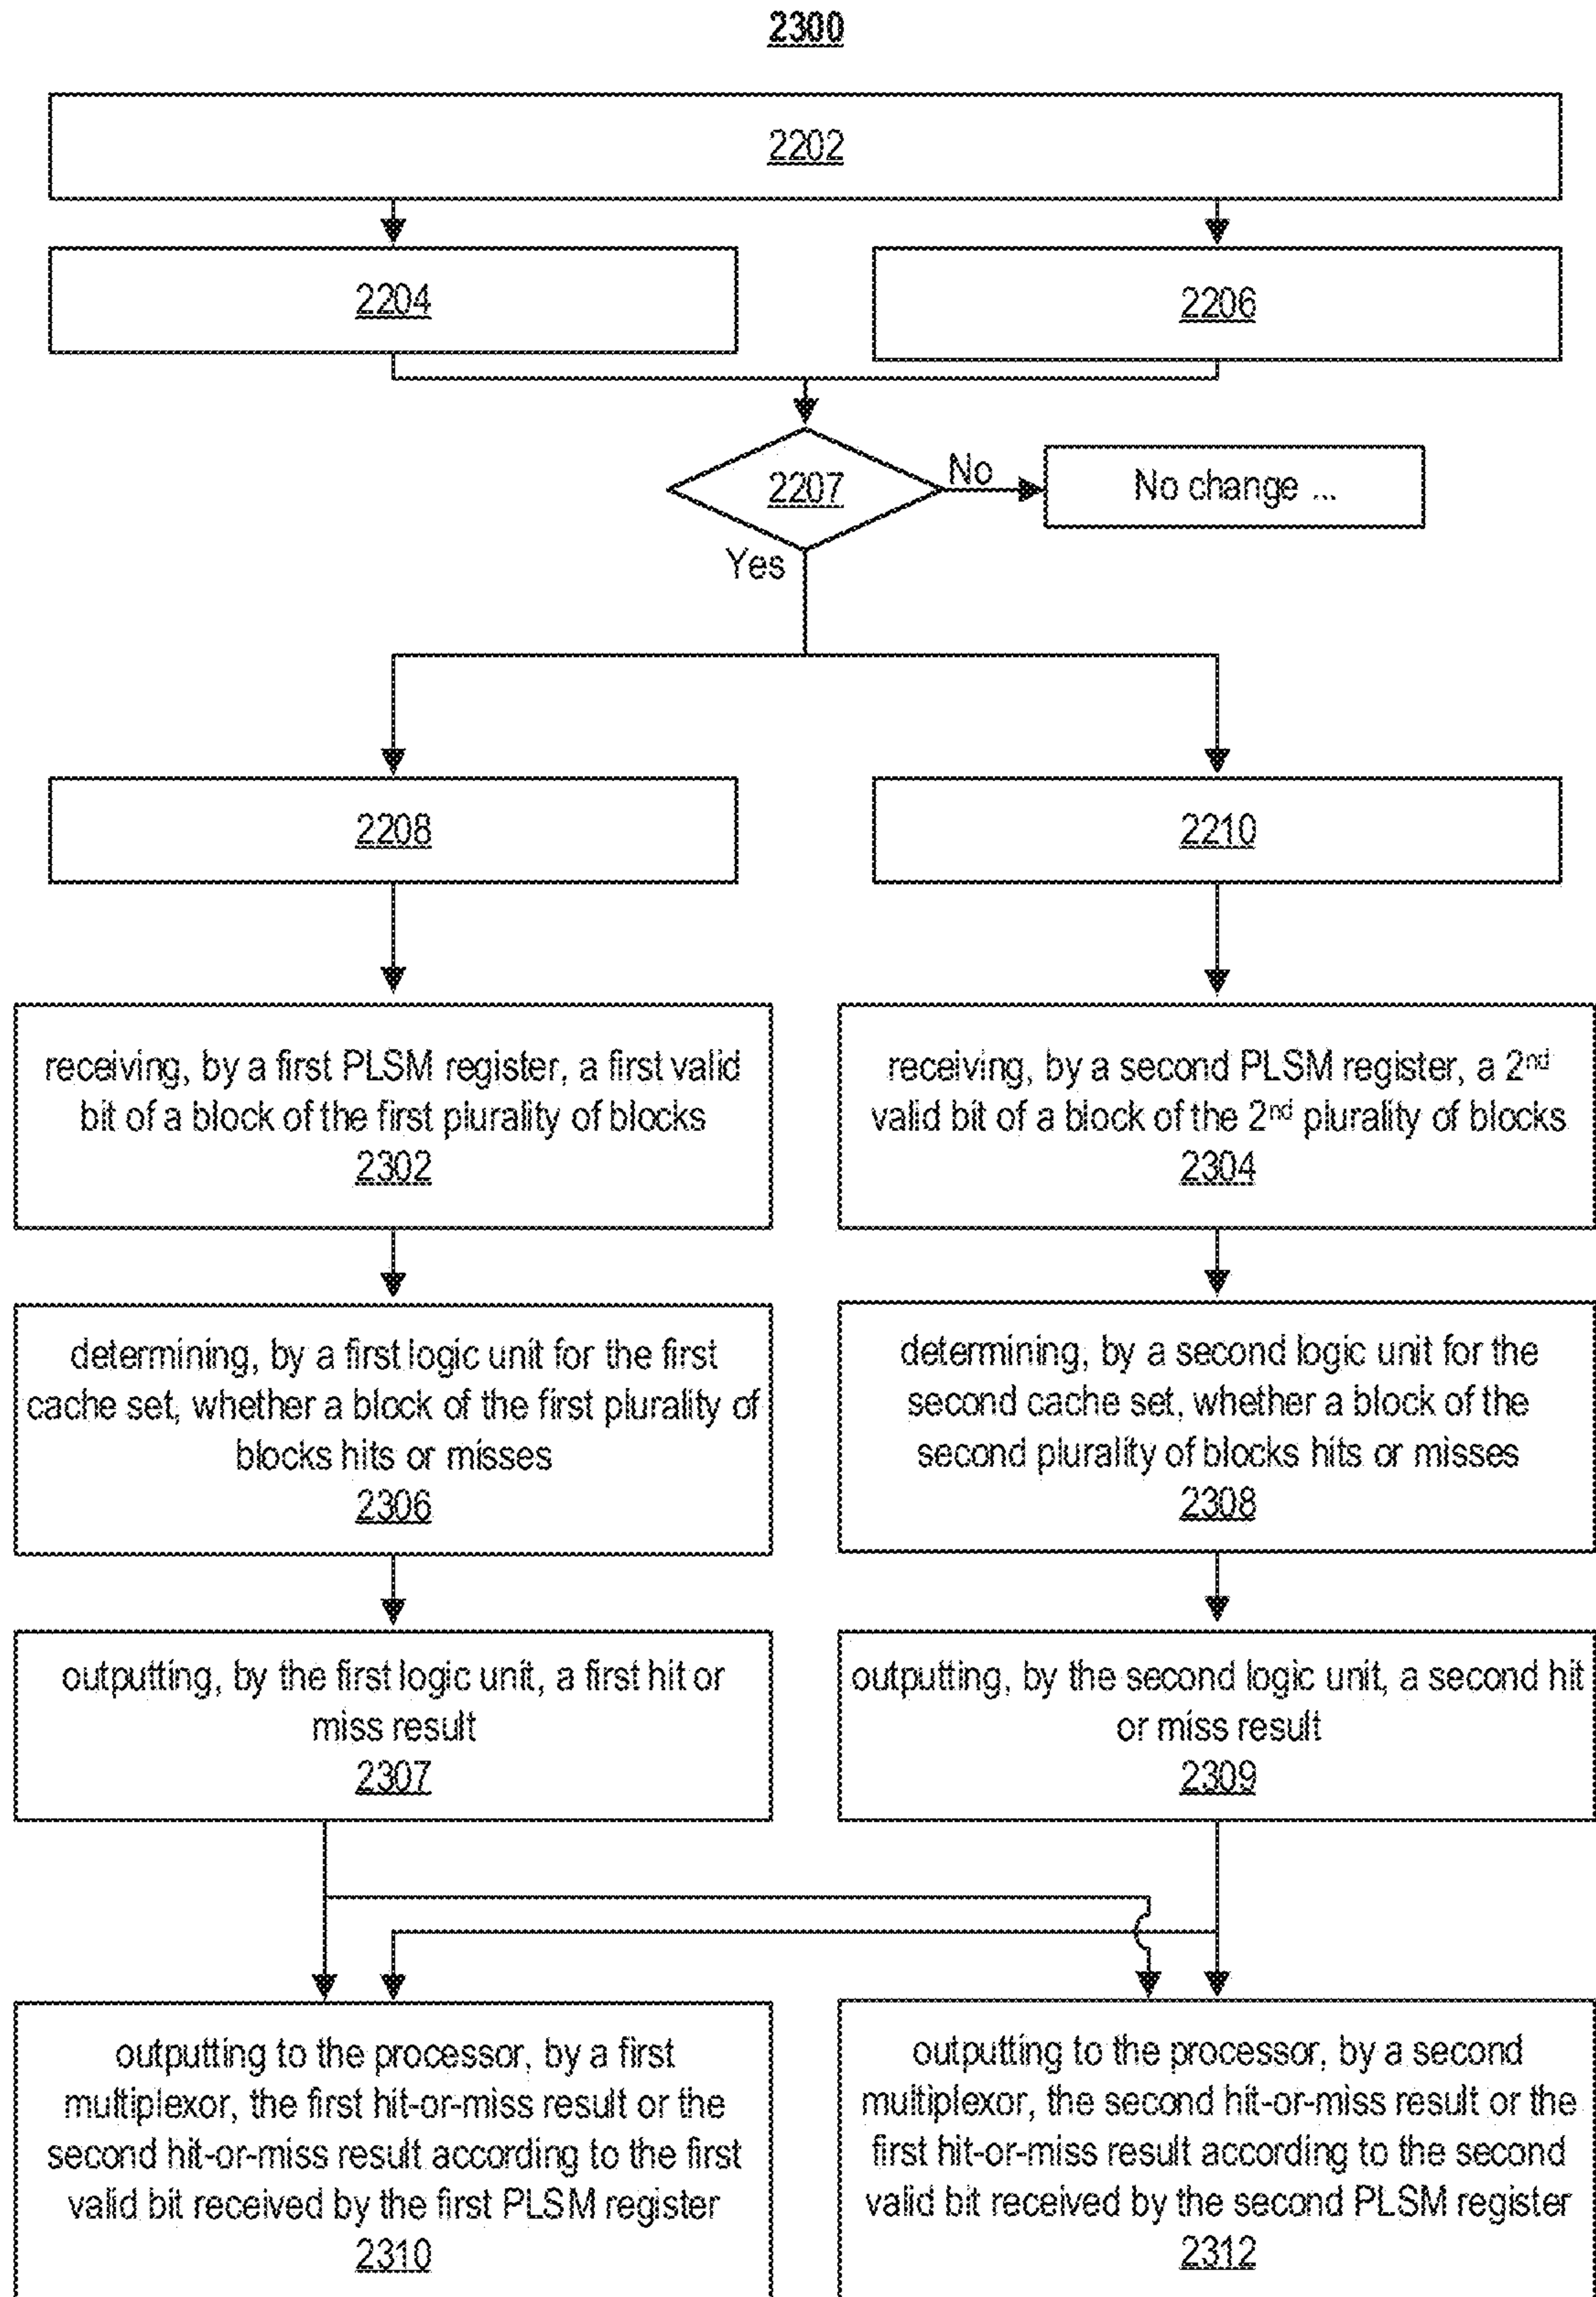 2300
2202
2204
2206
2207
No
No change ...
Yes
2208
2210
receiving, by a first PLSM register, a first valid
bit of a block of the first plurality of blocks
2302
receiving, by a second PLSM register, a 2nd
valid bit of a block of the 2nd plurality of blocks
2304
determining, by a first logic unit for the first
cache set, whether a block of the first plurality of
blocks hits or misses
2306
determining, by a second logic unit for the
second cache set, whether a block of the
second plurality of blocks hits or misses
2308
outputting, by the first logic unit, a first hit or
miss result
2307
outputting, by the second logic unit, a second hit
or miss result
2309
outputting to the processor, by a first
multiplexor, the first hit-or-miss result or the
second hit-or-miss result according to the first
valid bit received by the first PLSM register
2310
outputting to the processor, by a second
multiplexor, the second hit-or-miss result or the
first hit-or-miss result according to the second
valid bit received by the second PLSM register
2312